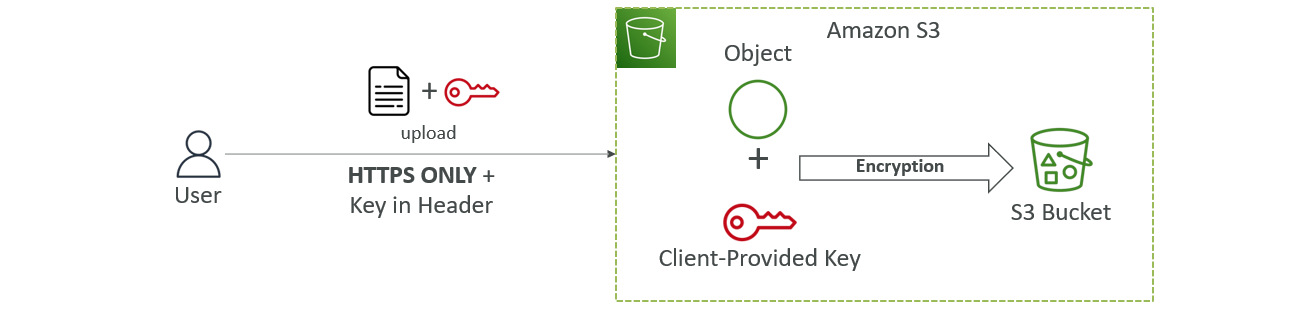 Amazon S3
Object
+
upload
HTTPS ONLY +
Key in Header
User
+
Encryption
S3 Bucket
Client-Provided Key